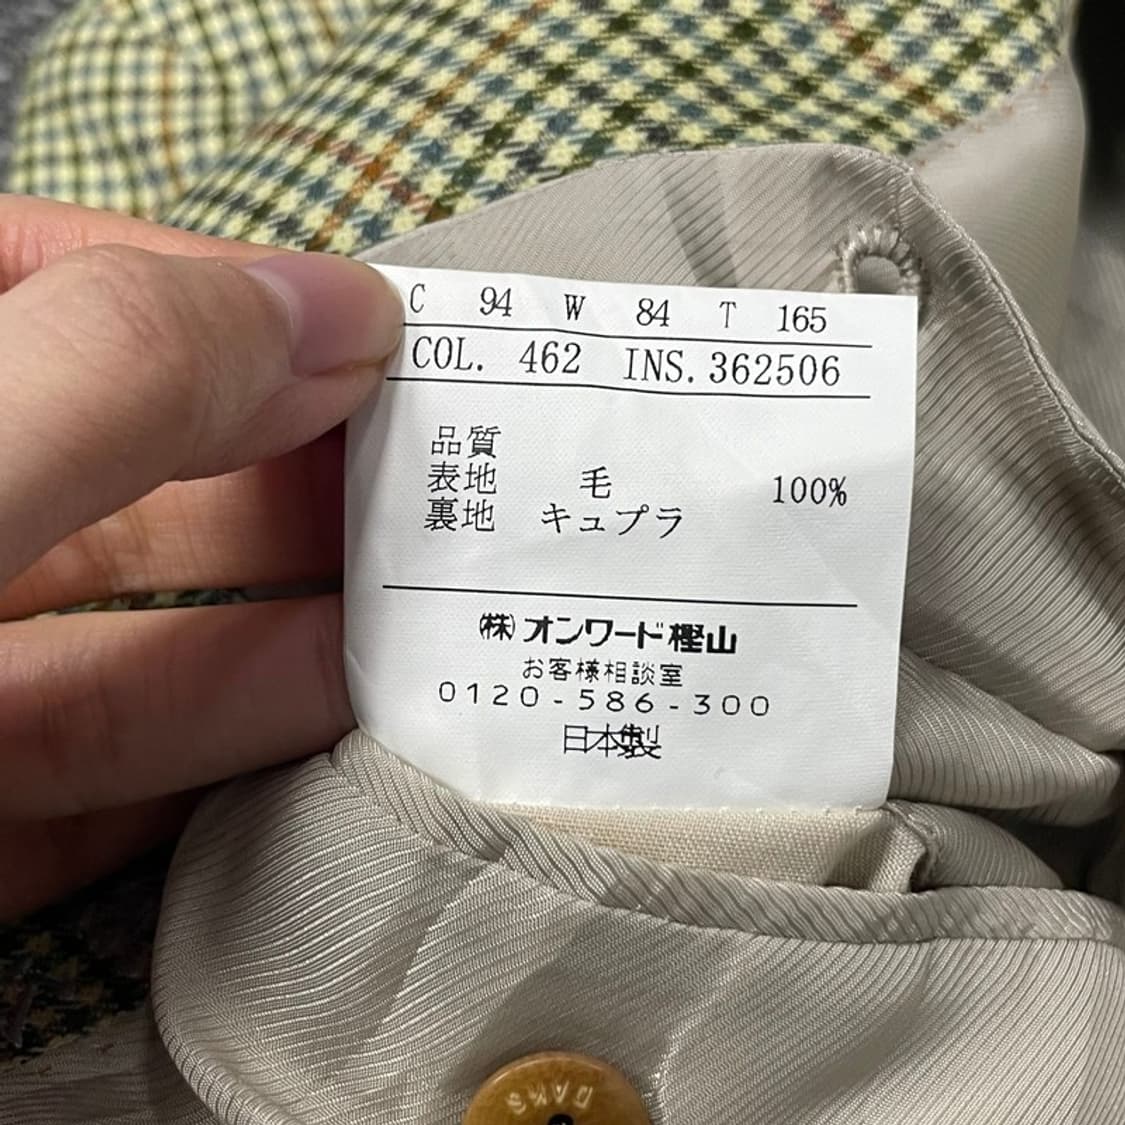 C 94 W 84 T 165
COL. 462 INS. 362506
品質
表地 毛 100%
裏地 キュプラ
㈱オンワード樫山
お客様相談室
0120-586-300
日本製
DAKS